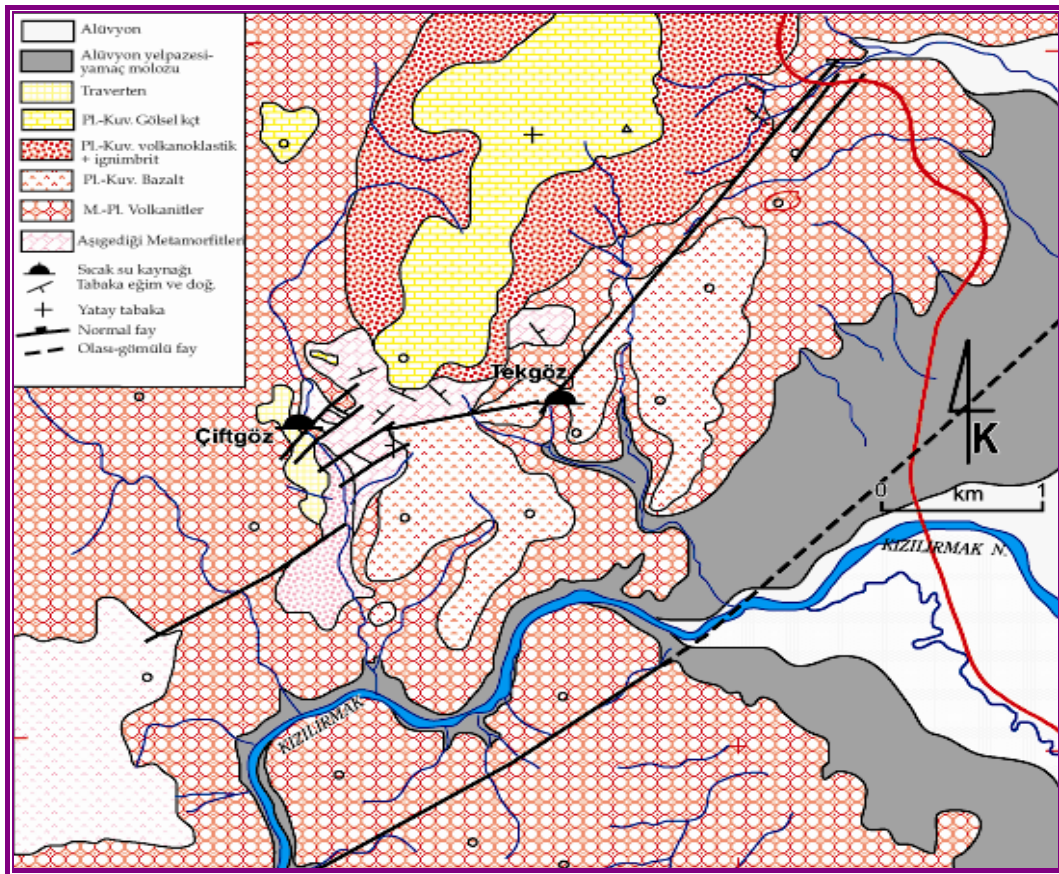 Alüvyon
Alüvyon yelpazesi-
yamaç molozu
Traverten
Pl.-Kuv. Gölsel kçt
Pl.-Kuv. volkanoklastik
+ ignimbrit
Pl.-Kuv. Bazalt
M.-Pl. Volkanitler
Aşıgediği Metamorfitleri
Sıcak su kaynağı
Tabaka eğim ve doğ.
Yatay tabaka
Normal fay
Olası-gömülü fay
Tekgöz
Çiftgöz
K
0 km 1
KIZILIRMAK N.
KIZILIRMAK